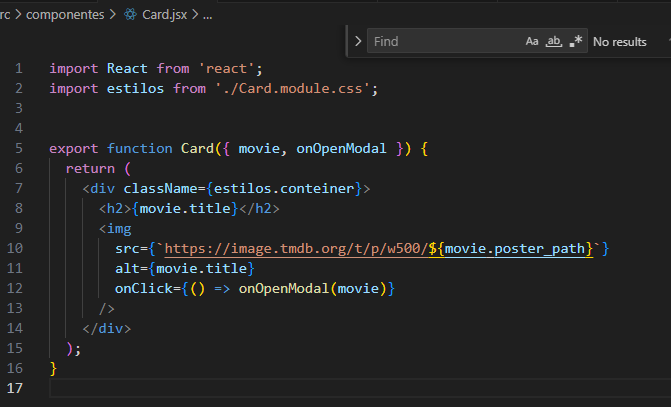 rc > componentes > Card.jsx > ...
> Find Aa ab .* No results
1 import React from 'react';
2 import estilos from './Card.module.css';
3
4
5 export function Card({ movie, onOpenModal }) {
6 return (
7 <div className={estilos.conteiner}>
8 <h2>{movie.title}</h2>
9 <img
10 src={`https://image.tmdb.org/t/p/w500/${movie.poster_path}`}
11 alt={movie.title}
12 onClick={() => onOpenModal(movie)}
13 />
14 </div>
15 );
16 }
17